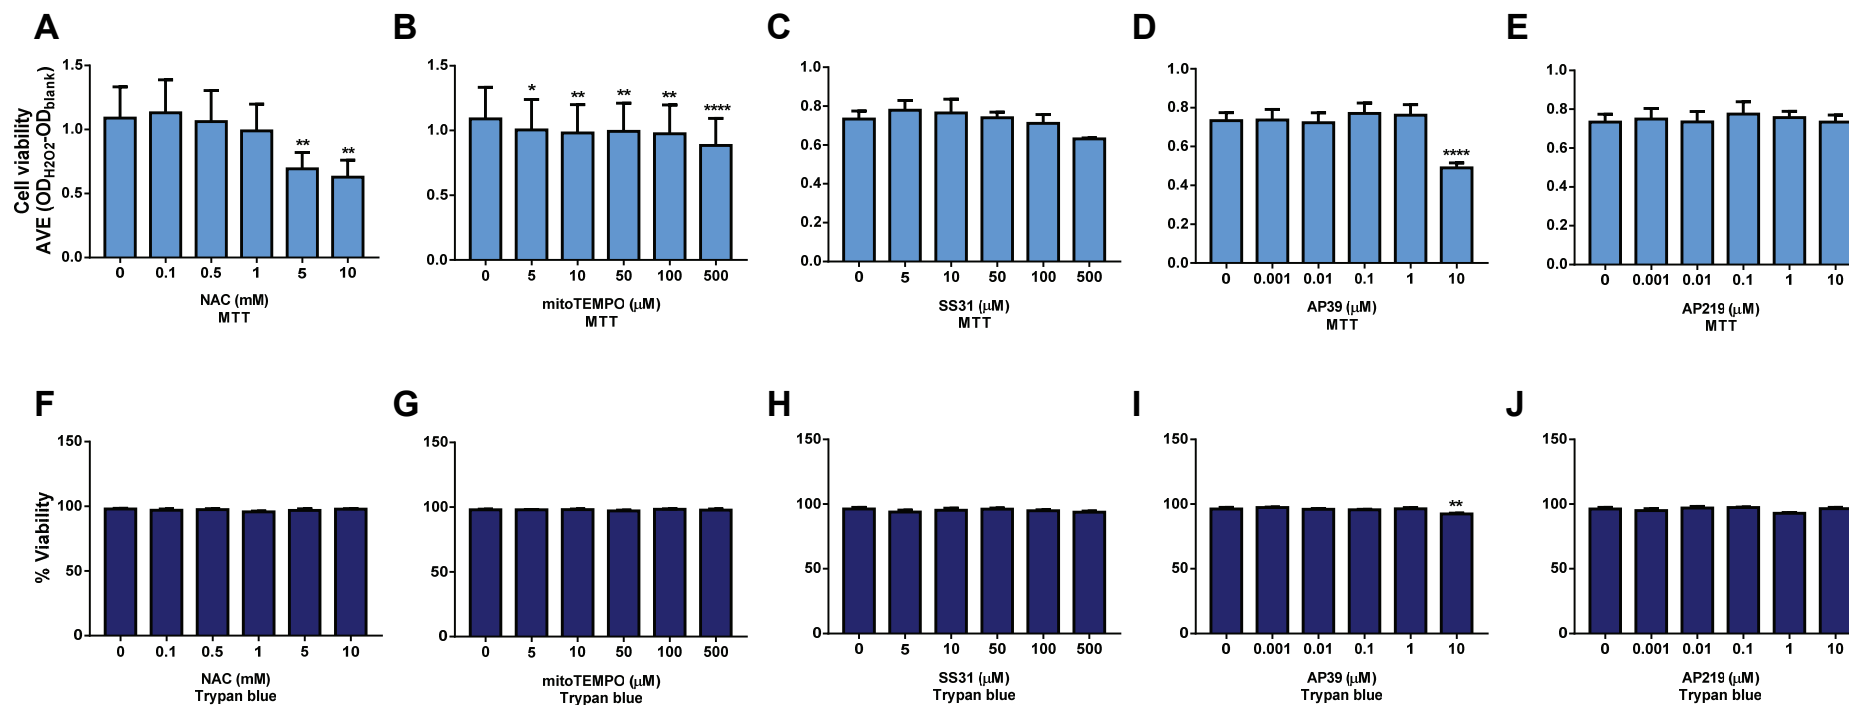 A
B
C
D
E
Cell viability
AVE (OD_H2O2-OD_blank)
1.5
1.0
0.5
0.0
** **
0 0.1 0.5 1 5 10
NAC (mM)
MTT
1.5
1.0
0.5
0.0
* ** ** ** ****
0 5 10 50 100 500
mitoTEMPO (μM)
MTT
1.0
0.8
0.6
0.4
0.2
0.0
0 5 10 50 100 500
SS31 (μM)
MTT
1.0
0.8
0.6
0.4
0.2
0.0
****
0 0.001 0.01 0.1 1 10
AP39 (μM)
MTT
1.0
0.8
0.6
0.4
0.2
0.0
0 0.001 0.01 0.1 1 10
AP219 (μM)
MTT
F
G
H
I
J
% Viability
150
100
50
0
0 0.1 0.5 1 5 10
NAC (mM)
Trypan blue
150
100
50
0
0 5 10 50 100 500
mitoTEMPO (μM)
Trypan blue
150
100
50
0
0 5 10 50 100 500
SS31 (μM)
Trypan blue
150
100
50
0
**
0 0.001 0.01 0.1 1 10
AP39 (μM)
Trypan blue
150
100
50
0
0 0.001 0.01 0.1 1 10
AP219 (μM)
Trypan blue